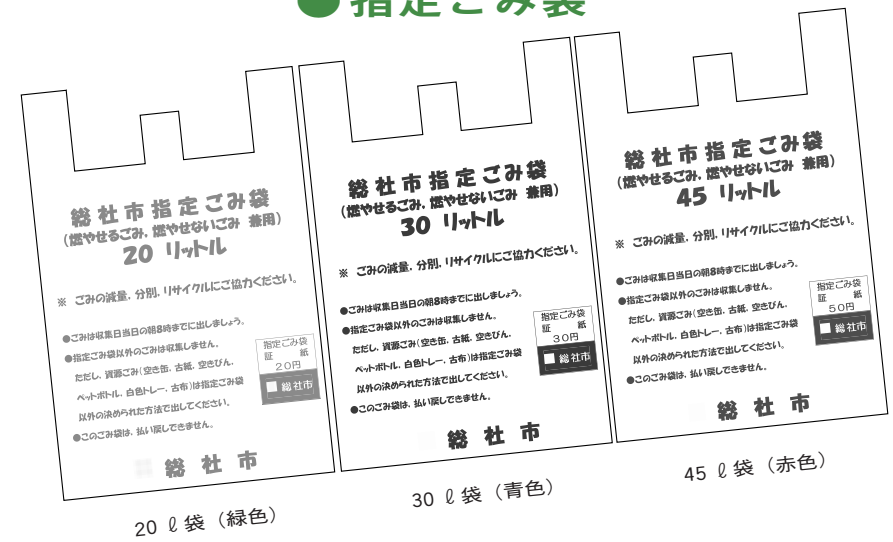 ●指定ごみ袋
総社市指定ごみ袋
（燃やせるごみ，燃やせないごみ　兼用）
20 リットル
※ ごみの減量，分別，リサイクルにご協力ください。
●ごみは収集日当日の朝8時までに出しましょう。
●指定ごみ袋以外のごみは収集しません。
ただし，資源ごみ（空き缶，古紙，空きびん，
ペットボトル，白色トレー，古布）は指定ごみ袋
以外の決められた方法で出してください。
●このごみ袋は，払い戻しできません。
指定ごみ袋
証　　紙
２０円
総社市
総 社 市
20 ℓ 袋（緑色）
総社市指定ごみ袋
（燃やせるごみ，燃やせないごみ　兼用）
30 リットル
※ ごみの減量，分別，リサイクルにご協力ください。
●ごみは収集日当日の朝8時までに出しましょう。
●指定ごみ袋以外のごみは収集しません。
ただし，資源ごみ（空き缶，古紙，空きびん，
ペットボトル，白色トレー，古布）は指定ごみ袋
以外の決められた方法で出してください。
●このごみ袋は，払い戻しできません。
指定ごみ袋
証　　紙
３０円
総社市
総 社 市
30 ℓ 袋（青色）
総社市指定ごみ袋
（燃やせるごみ，燃やせないごみ　兼用）
45 リットル
※ ごみの減量，分別，リサイクルにご協力ください。
●ごみは収集日当日の朝8時までに出しましょう。
●指定ごみ袋以外のごみは収集しません。
ただし，資源ごみ（空き缶，古紙，空きびん，
ペットボトル，白色トレー，古布）は指定ごみ袋
以外の決められた方法で出してください。
●このごみ袋は，払い戻しできません。
指定ごみ袋
証　　紙
５０円
総社市
総 社 市
45 ℓ 袋（赤色）